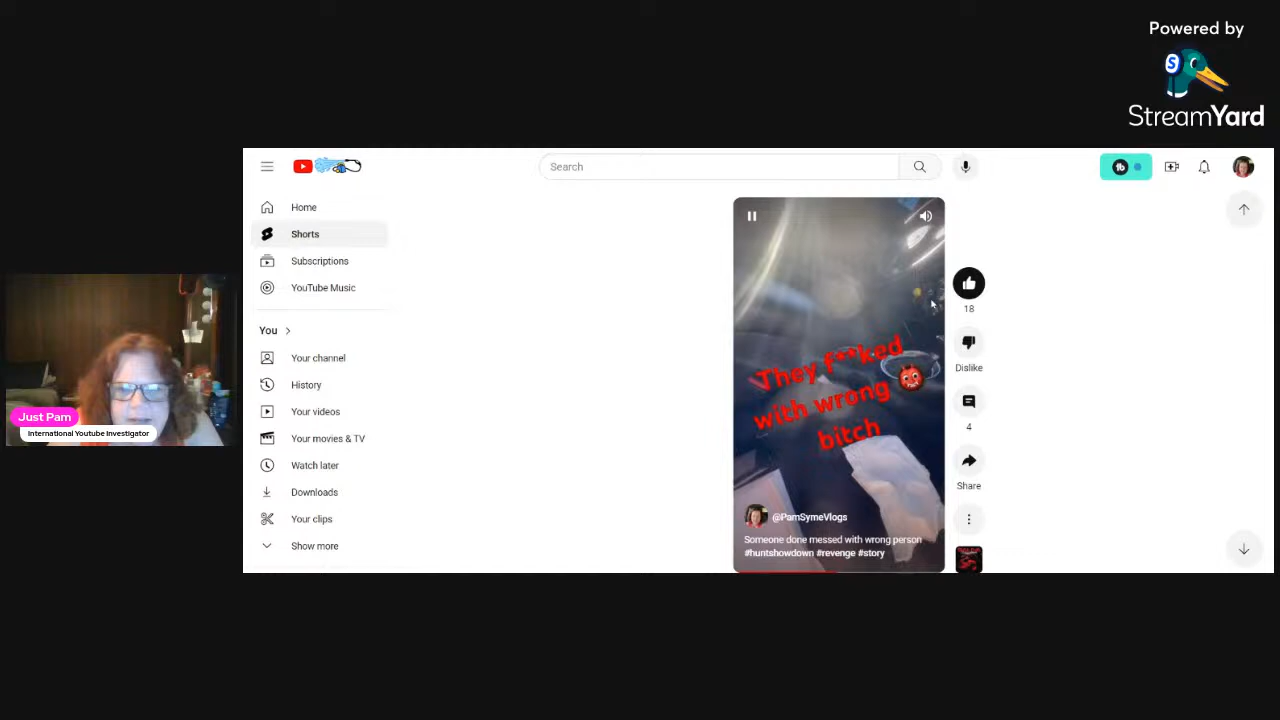 Powered by
StreamYard
Search
Home
Shorts
Subscriptions
YouTube Music
You
Your channel
History
Your videos
Your movies & TV
Watch later
Downloads
Your clips
Show more
They f**ked
with wrong
bitch
@PamSymeVlogs
Someone done messed with wrong person
#huntshowdown #revenge #story
18
Dislike
4
Share
Just Pam
International Youtube Investigator